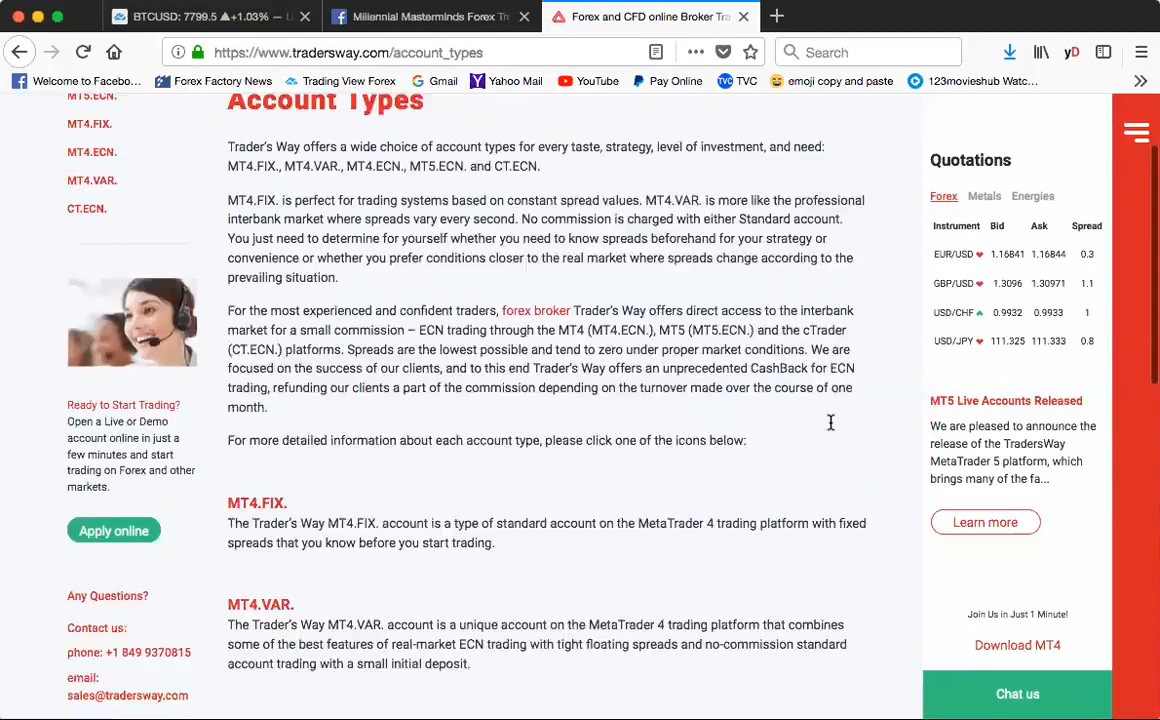 BTCUSD: 7799.5 ▲+1.03% — U
Millennial Masterminds Forex Tr
Forex and CFD online Broker Tra
https://www.tradersway.com/account_types
Search
Welcome to Facebo...
Forex Factory News
Trading View Forex
Gmail
Yahoo Mail
YouTube
Pay Online
TVC
emoji copy and paste
123movieshub Watc...
MT5.ECN.
MT4.FIX.
MT4.ECN.
MT4.VAR.
CT.ECN.
Ready to Start Trading?
Open a Live or Demo
account online in just a
few minutes and start
trading on Forex and other
markets.
Apply online
Any Questions?
Contact us:
phone: +1 849 9370815
email:
sales@tradersway.com
Account Types
Trader's Way offers a wide choice of account types for every taste, strategy, level of investment, and need:
MT4.FIX., MT4.VAR., MT4.ECN., MT5.ECN. and CT.ECN.
MT4.FIX. is perfect for trading systems based on constant spread values. MT4.VAR. is more like the professional
interbank market where spreads vary every second. No commission is charged with either Standard account.
You just need to determine for yourself whether you need to know spreads beforehand for your strategy or
convenience or whether you prefer conditions closer to the real market where spreads change according to the
prevailing situation.
For the most experienced and confident traders, forex broker Trader's Way offers direct access to the interbank
market for a small commission – ECN trading through the MT4 (MT4.ECN.), MT5 (MT5.ECN.) and the cTrader
(CT.ECN.) platforms. Spreads are the lowest possible and tend to zero under proper market conditions. We are
focused on the success of our clients, and to this end Trader's Way offers an unprecedented CashBack for ECN
trading, refunding our clients a part of the commission depending on the turnover made over the course of one
month.
For more detailed information about each account type, please click one of the icons below:
MT4.FIX.
The Trader's Way MT4.FIX. account is a type of standard account on the MetaTrader 4 trading platform with fixed
spreads that you know before you start trading.
MT4.VAR.
The Trader's Way MT4.VAR. account is a unique account on the MetaTrader 4 trading platform that combines
some of the best features of real-market ECN trading with tight floating spreads and no-commission standard
account trading with a small initial deposit.
Quotations
Forex Metals Energies
Instrument Bid Ask Spread
EUR/USD 1.16841 1.16844 0.3
GBP/USD 1.3096 1.30971 1.1
USD/CHF 0.9932 0.9933 1
USD/JPY 111.325 111.333 0.8
MT5 Live Accounts Released
We are pleased to announce the
release of the TradersWay
MetaTrader 5 platform, which
brings many of the fa...
Learn more
Join Us in Just 1 Minute!
Download MT4
Chat us